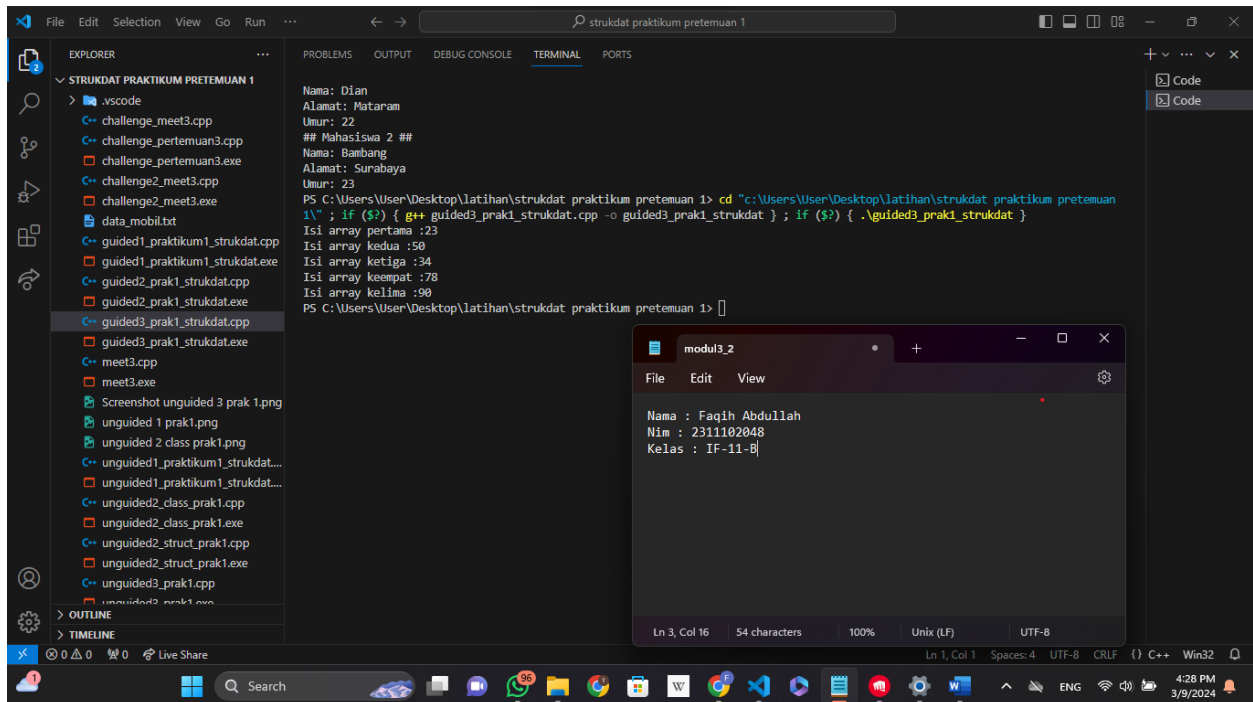 File Edit Selection View Go Run ... strukdat praktikum pretemuan 1
EXPLORER ...
STRUKDAT PRAKTIKUM PRETEMUAN 1
.vscode
challenge_meet3.cpp
challenge_pertemuan3.cpp
challenge_pertemuan3.exe
challenge2_meet3.cpp
challenge2_meet3.exe
data_mobil.txt
guided1_praktikum1_strukdat.cpp
guided1_praktikum1_strukdat.exe
guided2_prak1_strukdat.cpp
guided2_prak1_strukdat.exe
guided3_prak1_strukdat.cpp
guided3_prak1_strukdat.exe
meet3.cpp
meet3.exe
Screenshot unguided 3 prak 1.png
unguided 1 prak1.png
unguided 2 class prak1.png
unguided1_praktikum1_strukdat....
unguided1_praktikum1_strukdat....
unguided2_class_prak1.cpp
unguided2_class_prak1.exe
unguided2_struct_prak1.cpp
unguided2_struct_prak1.exe
unguided3_prak1.cpp
unguided3_prak1.exe
OUTLINE
TIMELINE
PROBLEMS OUTPUT DEBUG CONSOLE TERMINAL PORTS
Nama: Dian
Alamat: Mataram
Umur: 22
## Mahasiswa 2 ##
Nama: Bambang
Alamat: Surabaya
Umur: 23
PS C:\Users\User\Desktop\latihan\strukdat praktikum pretemuan 1> cd "c:\Users\User\Desktop\latihan\strukdat praktikum pretemuan
1\" ; if ($?) { g++ guided3_prak1_strukdat.cpp -o guided3_prak1_strukdat } ; if ($?) { .\guided3_prak1_strukdat }
Isi array pertama :23
Isi array kedua :50
Isi array ketiga :34
Isi array keempat :78
Isi array kelima :90
PS C:\Users\User\Desktop\latihan\strukdat praktikum pretemuan 1>
Code
Code
modul3_2
File Edit View
Nama : Faqih Abdullah
Nim : 2311102048
Kelas : IF-11-B
Ln 3, Col 16 54 characters 100% Unix (LF) UTF-8
0 0 0 Live Share Ln 1, Col 1 Spaces: 4 UTF-8 CRLF {} C++ Win32
1 Search 96 W ENG 4:28 PM
3/9/2024